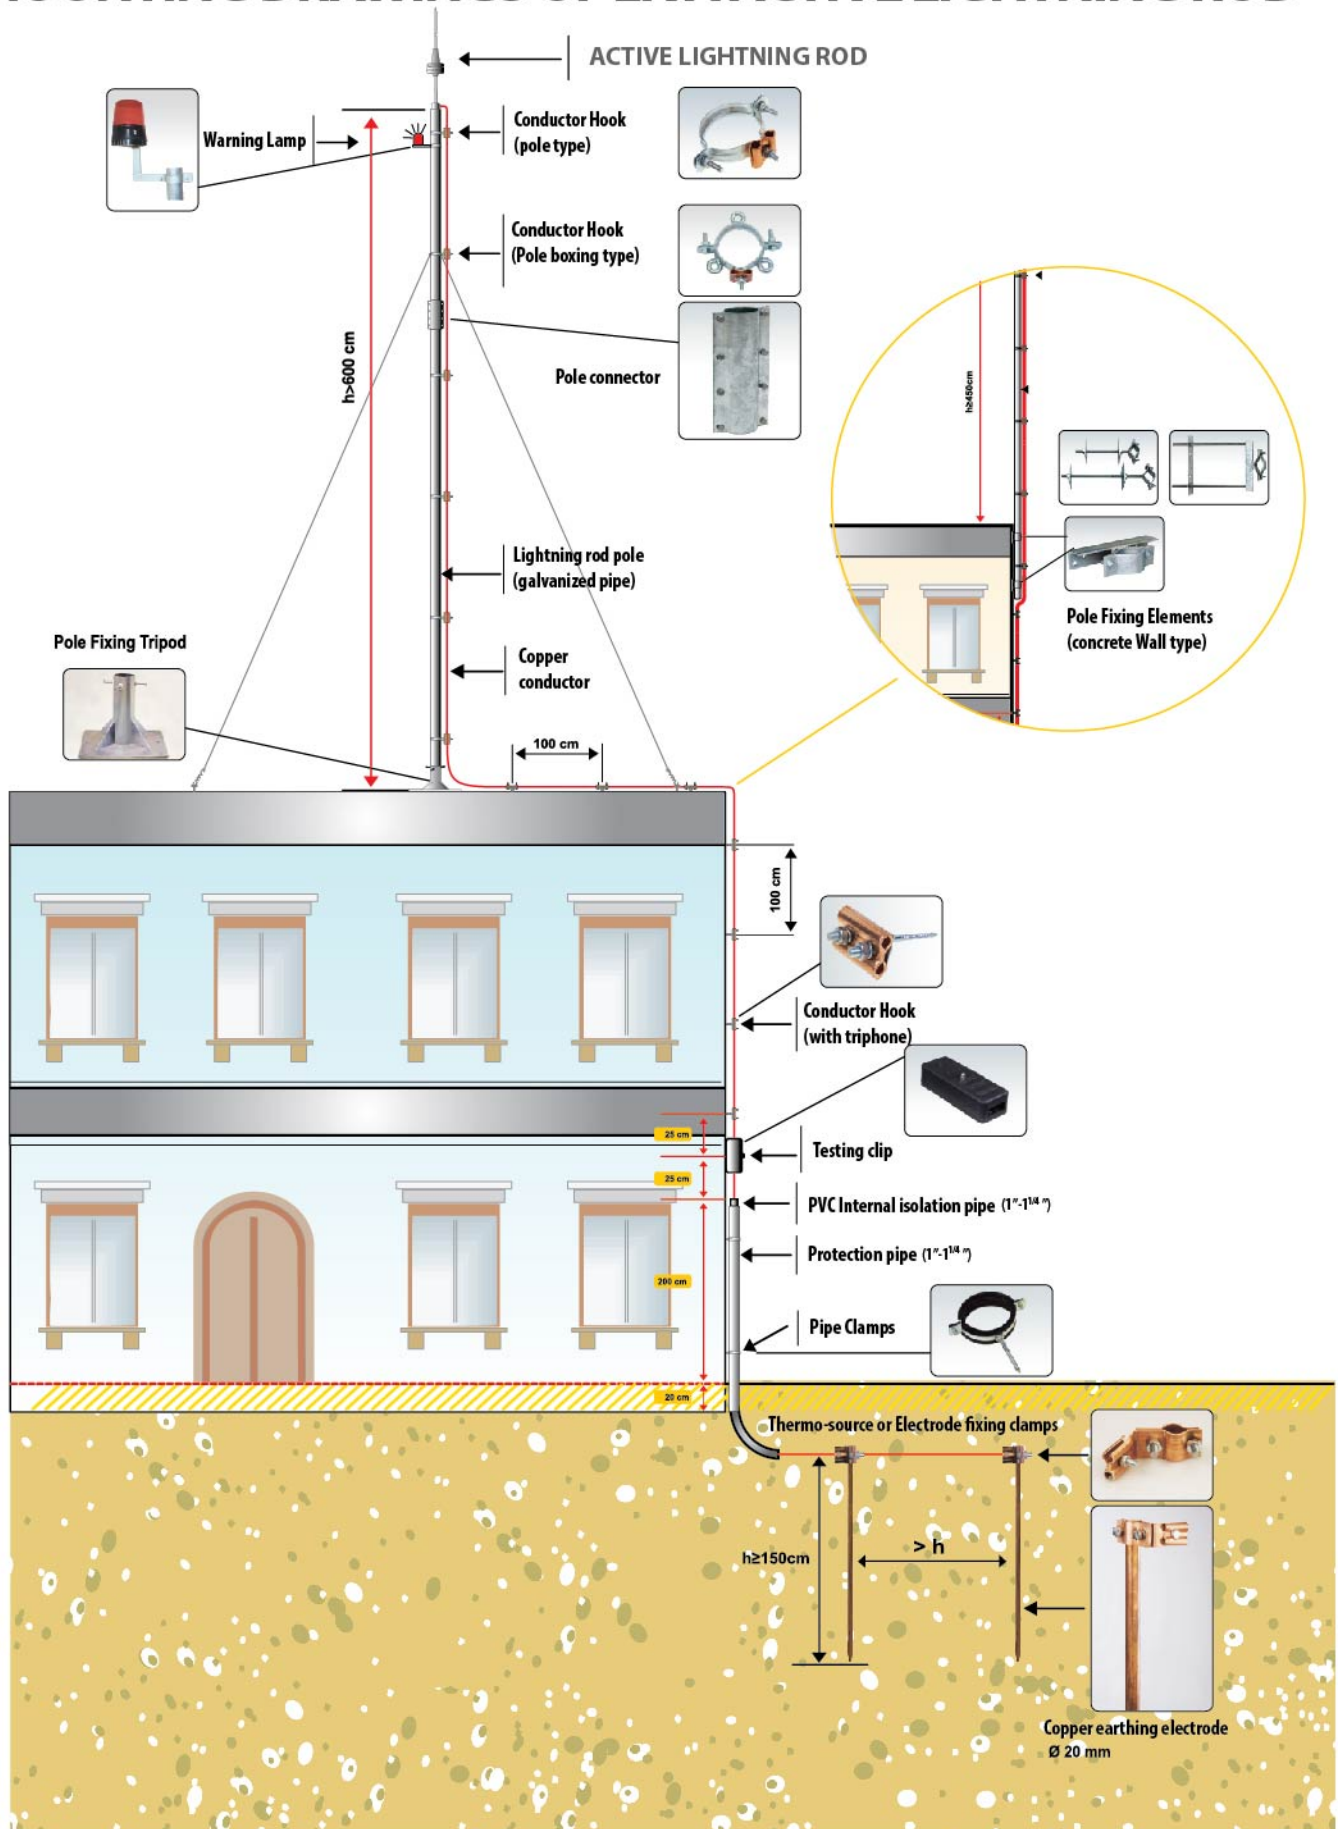 ACTIVE LIGHTNING ROD
Warning Lamp
Conductor Hook
(pole type)
Conductor Hook
(Pole boxing type)
h>600 cm
Pole connector
h≥450cm
Lightning rod pole
(galvanized pipe)
Pole Fixing Elements
(concrete Wall type)
Pole Fixing Tripod
Copper
conductor
100 cm
100 cm
Conductor Hook
(with triphone)
25 cm
Testing clip
25 cm
PVC Internal isolation pipe (1"-1 1/4 ")
Protection pipe (1"-1 1/4 ")
200 cm
Pipe Clamps
20 cm
Thermo-source or Electrode fixing clamps
h≥150cm
> h
Copper earthing electrode
Ø 20 mm